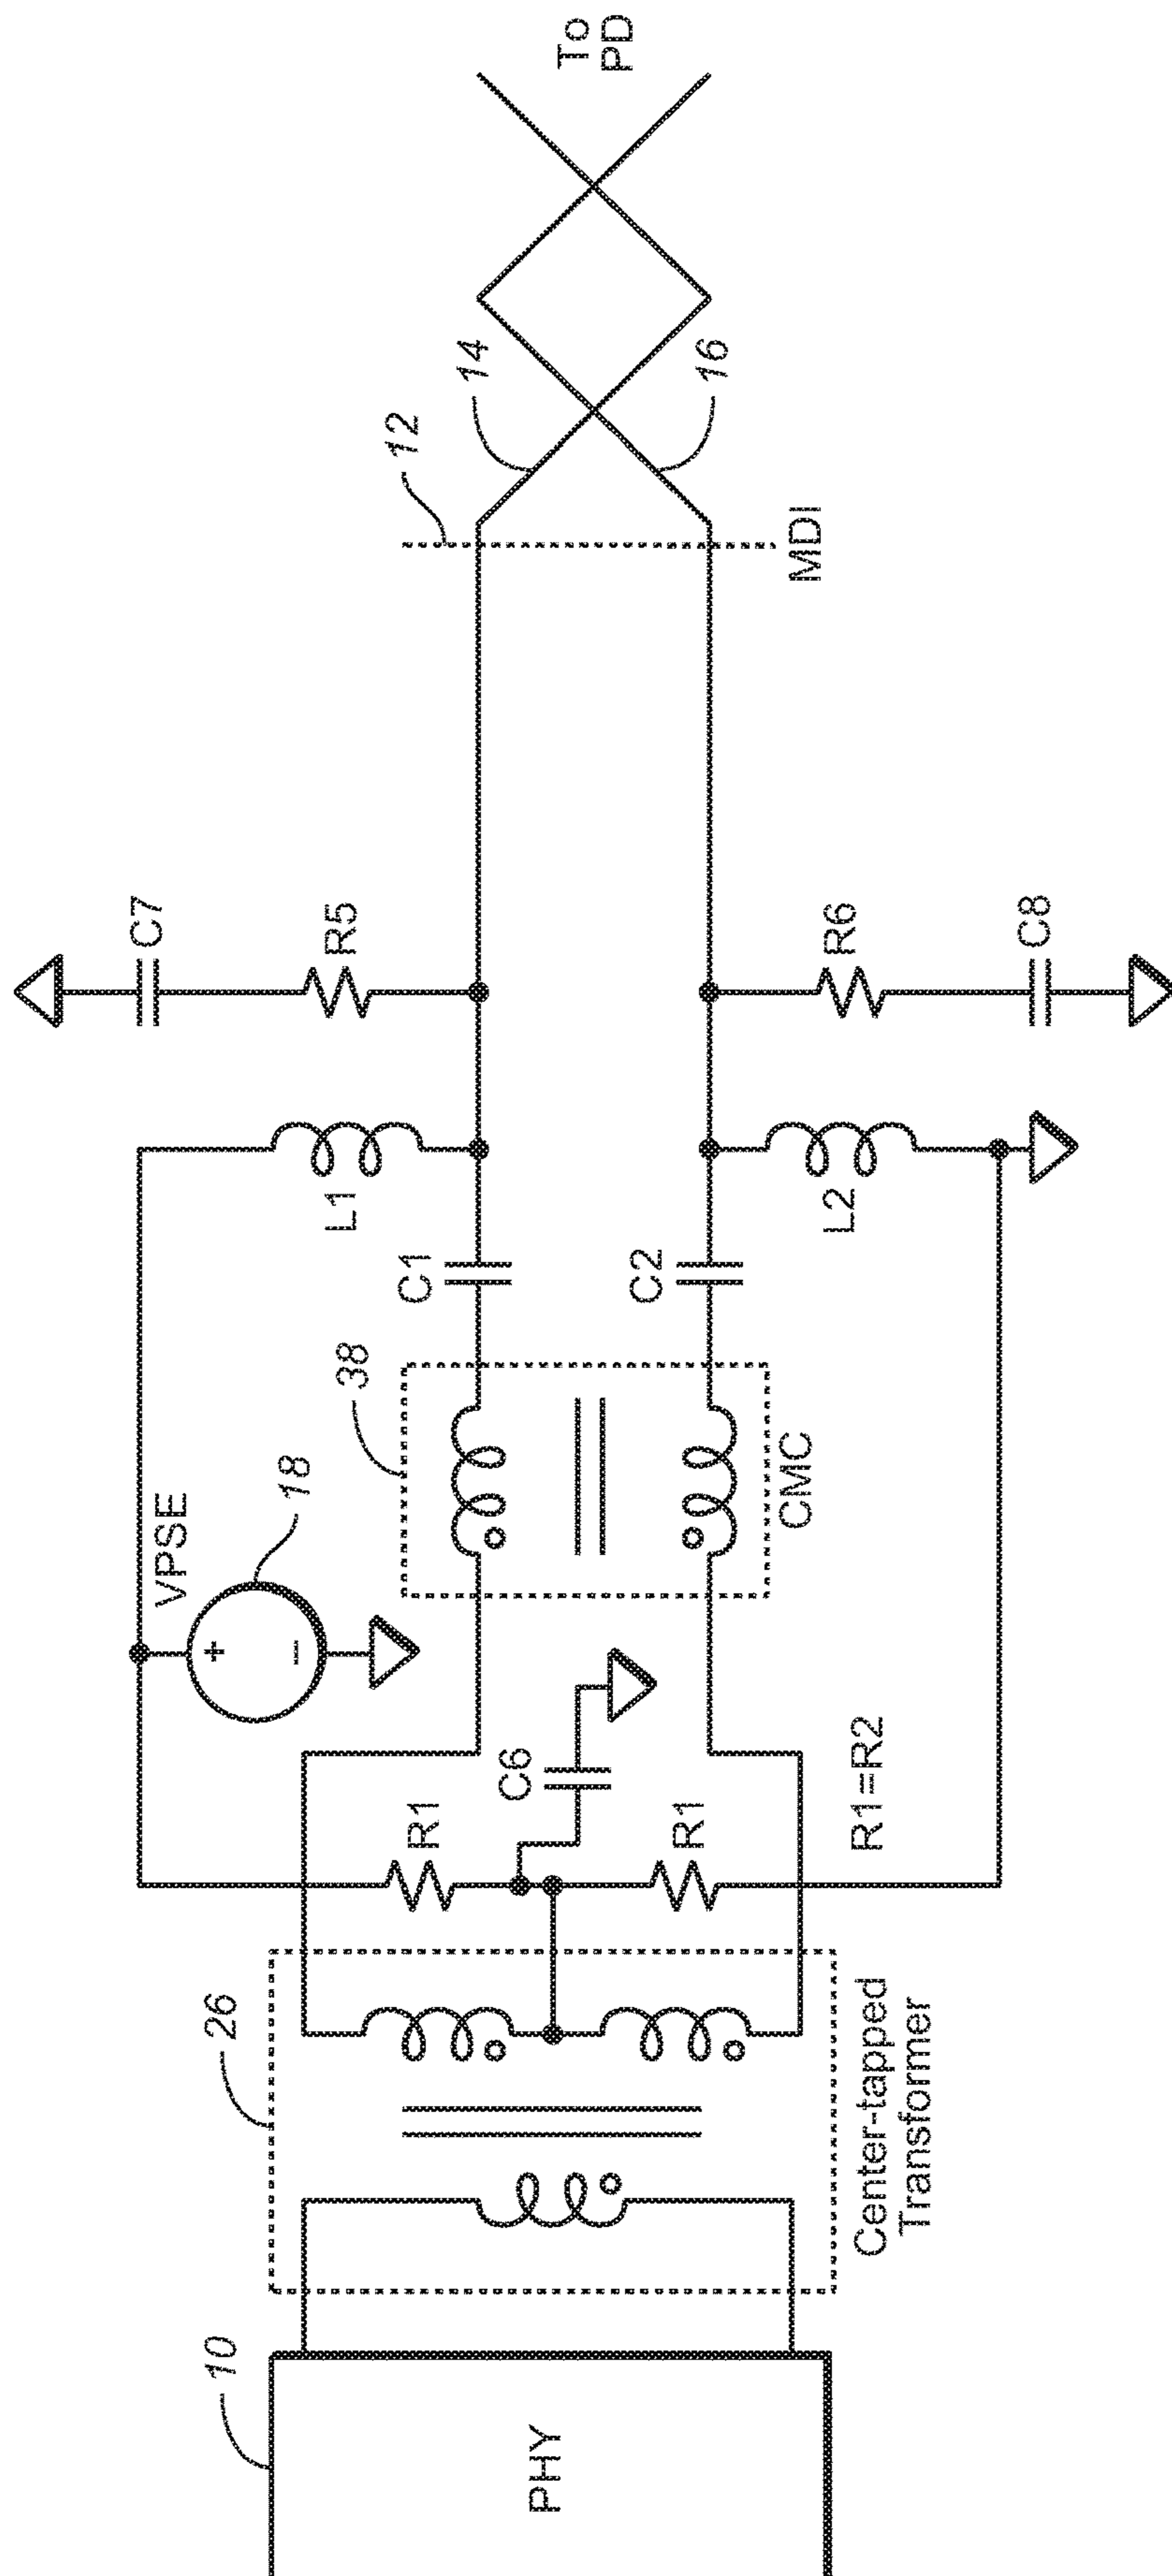 10
PHY
26
Center-tapped
Transformer
R1
R1
R1=R2
C6
VPSE
18
+
–
38
CMC
C1
C2
L1
L2
C7
R5
R6
C8
12
MDI
14
16
To
PD